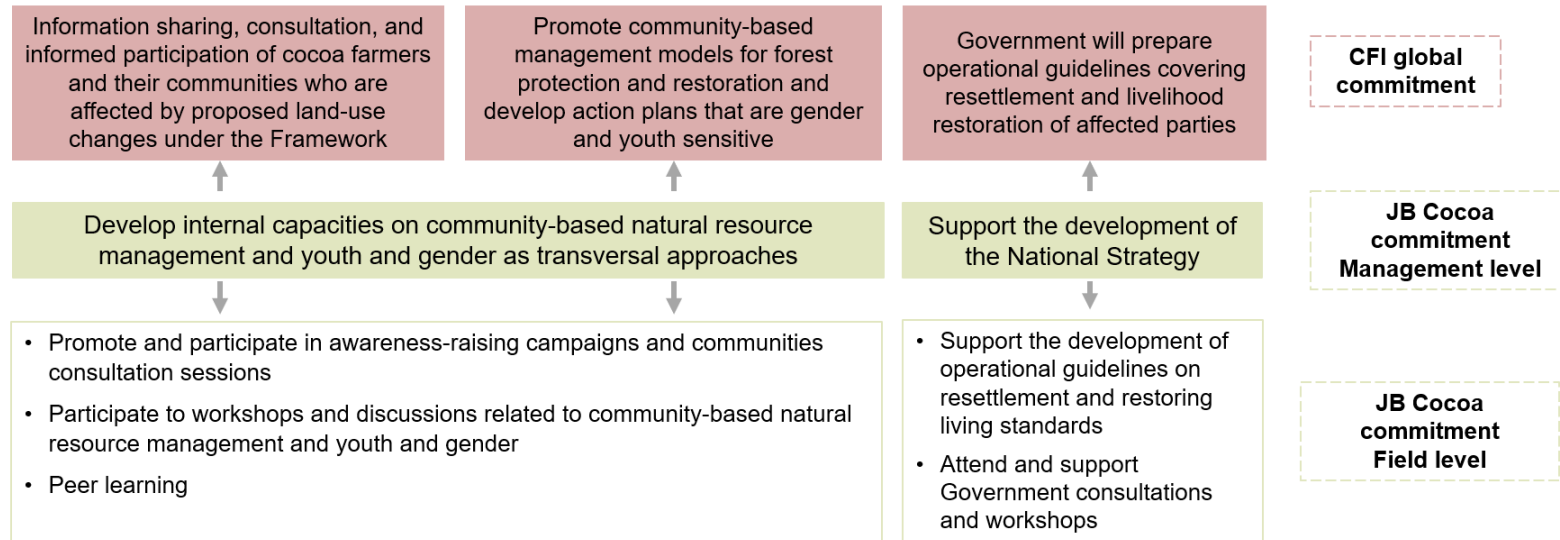 Information sharing, consultation, and
informed participation of cocoa farmers
and their communities who are
affected by proposed land-use
changes under the Framework
Promote community-based
management models for forest
protection and restoration and
develop action plans that are gender
and youth sensitive
Government will prepare
operational guidelines covering
resettlement and livelihood
restoration of affected parties
CFI global
commitment
Develop internal capacities on community-based natural resource
management and youth and gender as transversal approaches
Support the development of
the National Strategy
JB Cocoa
commitment
Management level
• Promote and participate in awareness-raising campaigns and communities
consultation sessions
• Participate to workshops and discussions related to community-based natural
resource management and youth and gender
• Peer learning
• Support the development of
operational guidelines on
resettlement and restoring
living standards
• Attend and support
Government consultations
and workshops
JB Cocoa
commitment
Field level